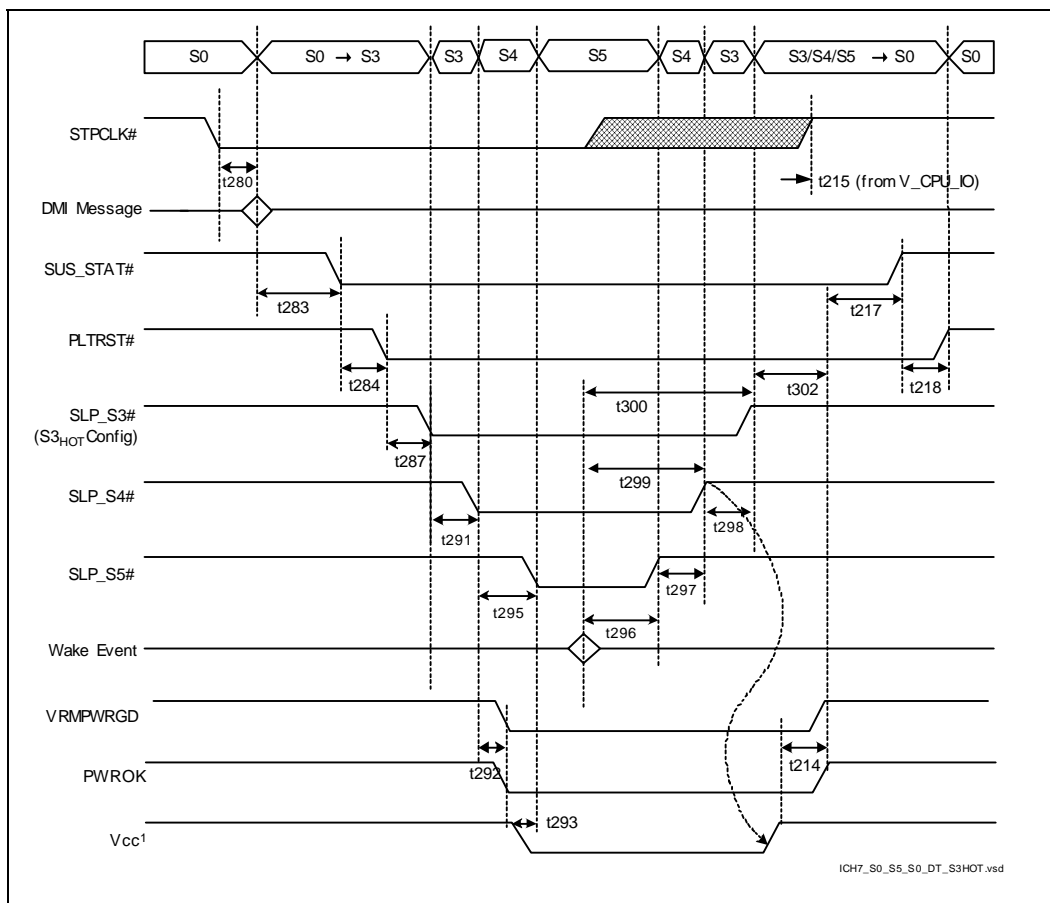 S0 S0 → S3 S3 S4 S5 S4 S3 S3/S4/S5 → S0 S0
STPCLK#
t280
t215 (from V_CPU_IO)
DMI Message
SUS_STAT#
t283
t217
PLTRST#
t284
t218
t302
t300
SLP_S3#
(S3HOT Config)
t287
t299
SLP_S4#
t291
t298
SLP_S5#
t295
t297
t296
Wake Event
VRMPWRGD
t292
t214
PWROK
t293
Vcc1
ICH7_S0_S5_S0_DT_S3HOT.vsd